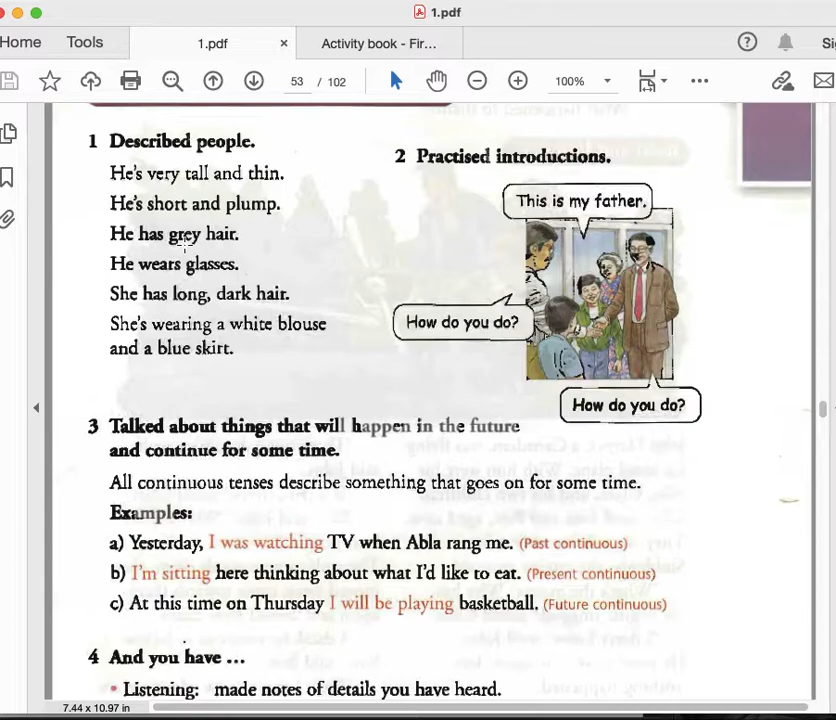 1.pdf
Home
Tools
1.pdf
×
Activity book - Fir...
?
Si
53 / 102
100%
1 Described people.
He's very tall and thin.
He's short and plump.
He has grey hair.
He wears glasses.
She has long, dark hair.
She's wearing a white blouse
and a blue skirt.
2 Practised introductions.
This is my father.
How do you do?
How do you do?
3 Talked about things that will happen in the future
and continue for some time.
All continuous tenses describe something that goes on for some time.
Examples:
a) Yesterday, I was watching TV when Abla rang me. (Past continuous)
b) I'm sitting here thinking about what I'd like to eat. (Present continuous)
c) At this time on Thursday I will be playing basketball. (Future continuous)
4 And you have ...
• Listening: made notes of details you have heard.
7.44 x 10.97 in